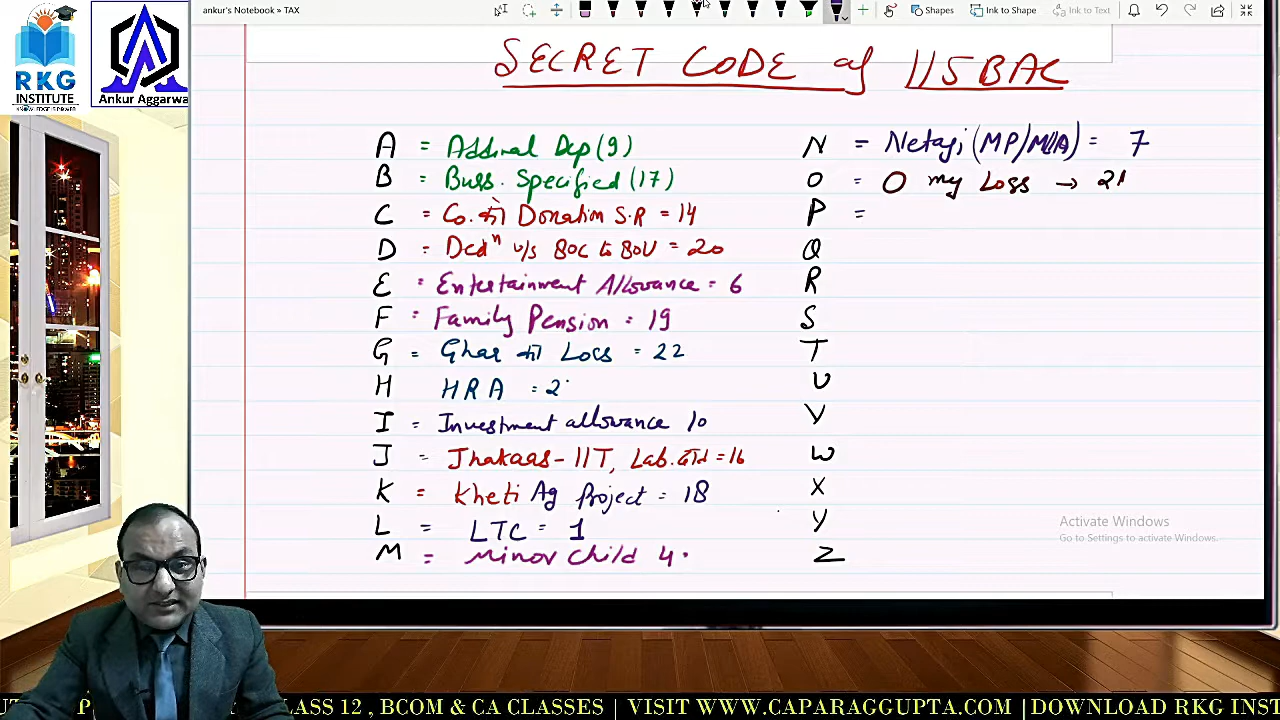 ankur's Notebook » TAX
Shapes
Ink to Shape
Ink to Text
RKG
INSTITUTE
Ankur Aggarwa
SECRET CODE of 115BAC
A = Addinal Dep (9)
B = Buss. Specified (17)
C = Co. को Donation S.R = 14
D = Dedⁿ u/s 80C to 80U = 20
E = Entertainment Allowance = 6
F = Family Pension = 19
G = Ghar का Loss = 22
H HRA = 2
I = Investment allowance 10
J = Jhakaas - IIT, Lab. = 16
K = Kheti Ag Project = 18
L = LTC = 1
M = Minor Child 4
N = Netaji (MP/MLA) = 7
O = O my Loss → 21
P =
Q
R
S
T
U
V
W
X
Y
Z
Activate Windows
Go to Settings to activate Windows.
LASS 12 , BCOM & CA CLASSES | VISIT WWW.CAPARAGGUPTA.COM / DOWNLOAD RKG INST